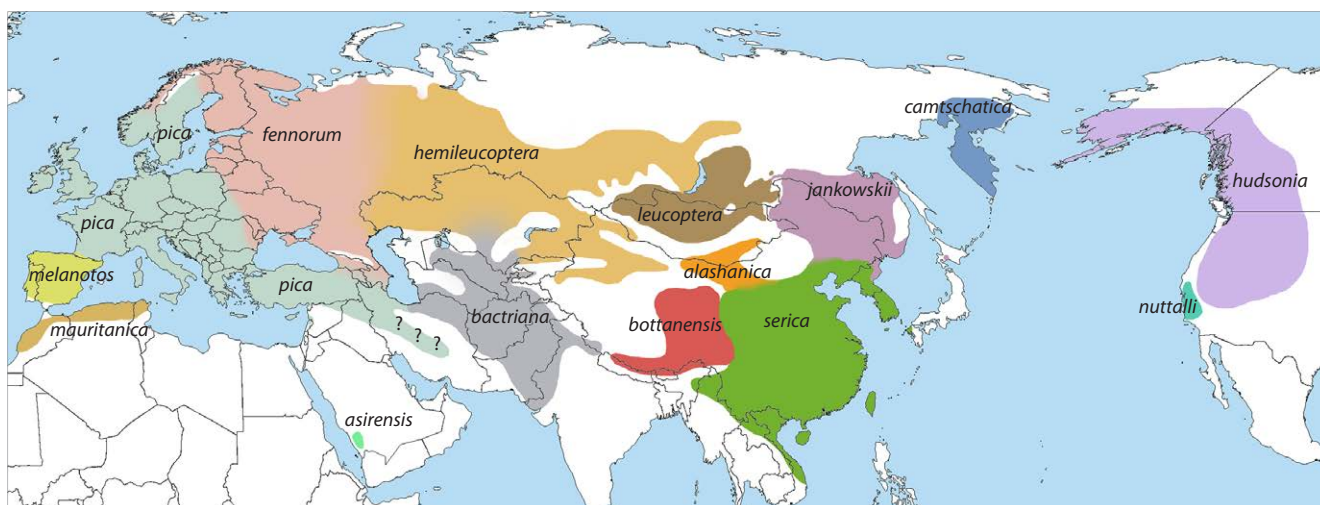 camtschatica
pica
fennorum
hemileucoptera
hudsonia
jankowskii
pica
leucoptera
melanotos
pica
alashanica
nuttalli
mauritanica
? ? ?
bactriana
bottanensis
serica
asirensis